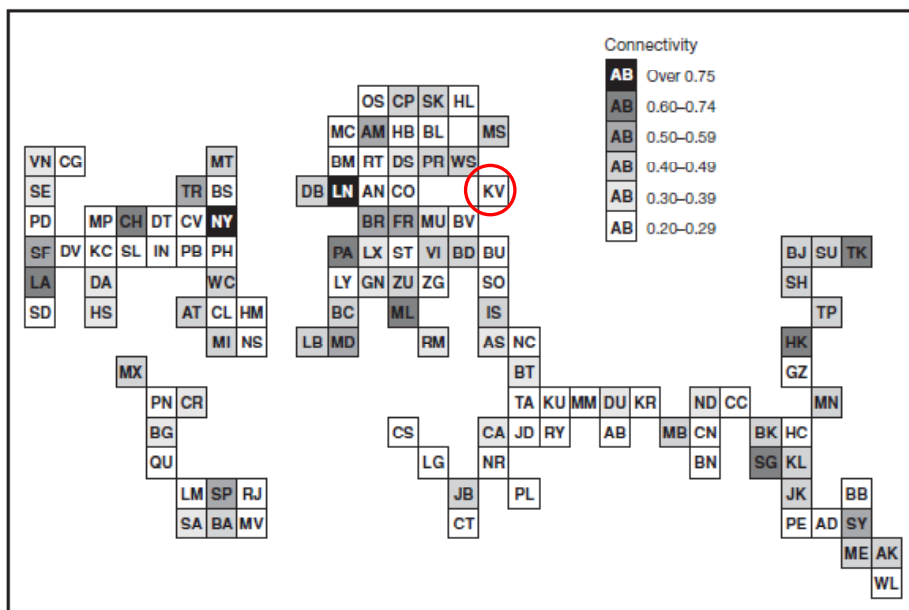 Connectivity
AB Over 0.75
AB 0.60–0.74
AB 0.50–0.59
AB 0.40–0.49
AB 0.30–0.39
AB 0.20–0.29
OS CP SK HL
MC AM HB BL MS
VN CG MT BM RT DS PR WS
SE TR BS DB LN AN CO KV
PD MP CH DT CV NY BR FR MU BV
SF DV KC SL IN PB PH PA LX ST VI BD BU BJ SU TK
LA DA WC LY GN ZU ZG SO SH
SD HS AT CL HM BC ML IS TP
MI NS LB MD RM AS NC HK
MX BT GZ
PN CR TA KU MM DU KR ND CC MN
BG CS CA JD RY AB MB CN BK HC
QU LG NR BN SG KL
LM SP RJ JB PL JK BB
SA BA MV CT PE AD SY
ME AK
WL